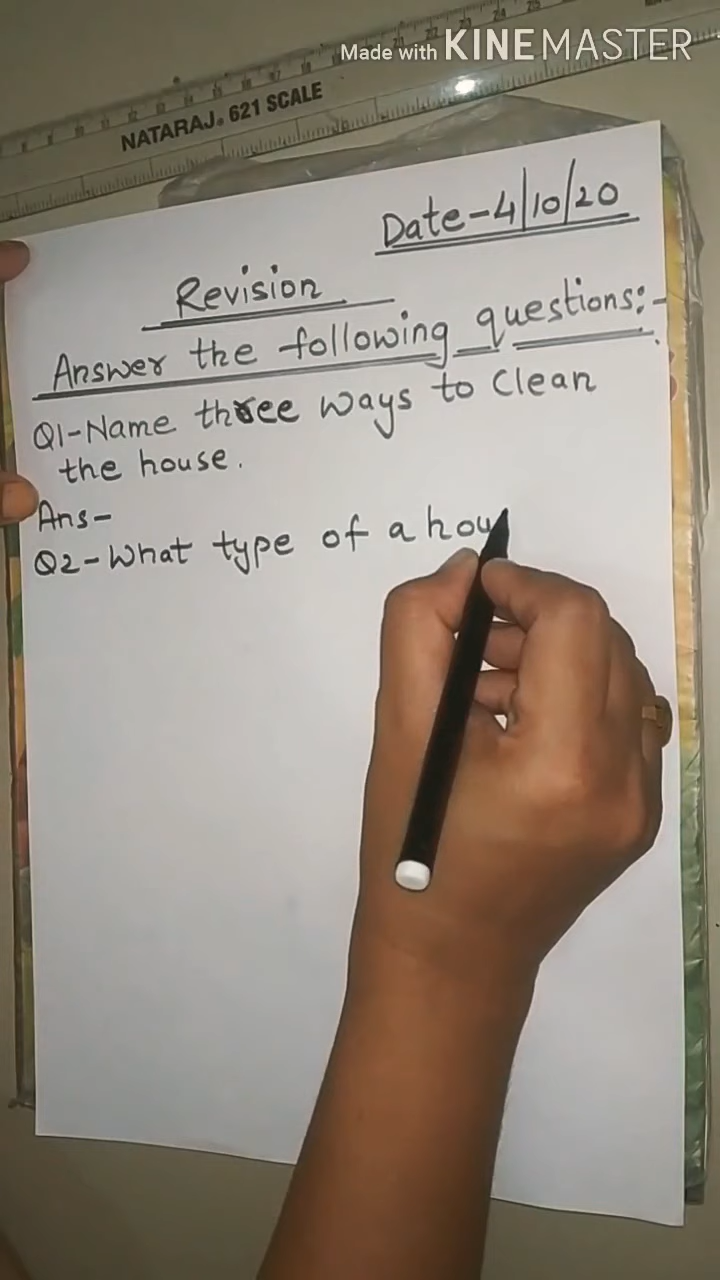 Made with KINEMASTER
NATARAJ. 621 SCALE
Date-4/10/20
Revision
Answer the following questions:-
Q1-Name three ways to clean
the house.
Ans-
Q2-What type of a hou